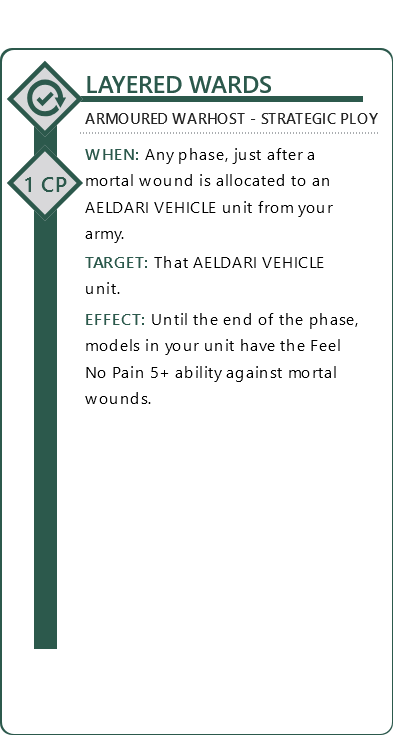 LAYERED WARDS
ARMOURED WARHOST - STRATEGIC PLOY
1 CP
WHEN: Any phase, just after a
mortal wound is allocated to an
AELDARI VEHICLE unit from your
army.
TARGET: That AELDARI VEHICLE
unit.
EFFECT: Until the end of the phase,
models in your unit have the Feel
No Pain 5+ ability against mortal
wounds.